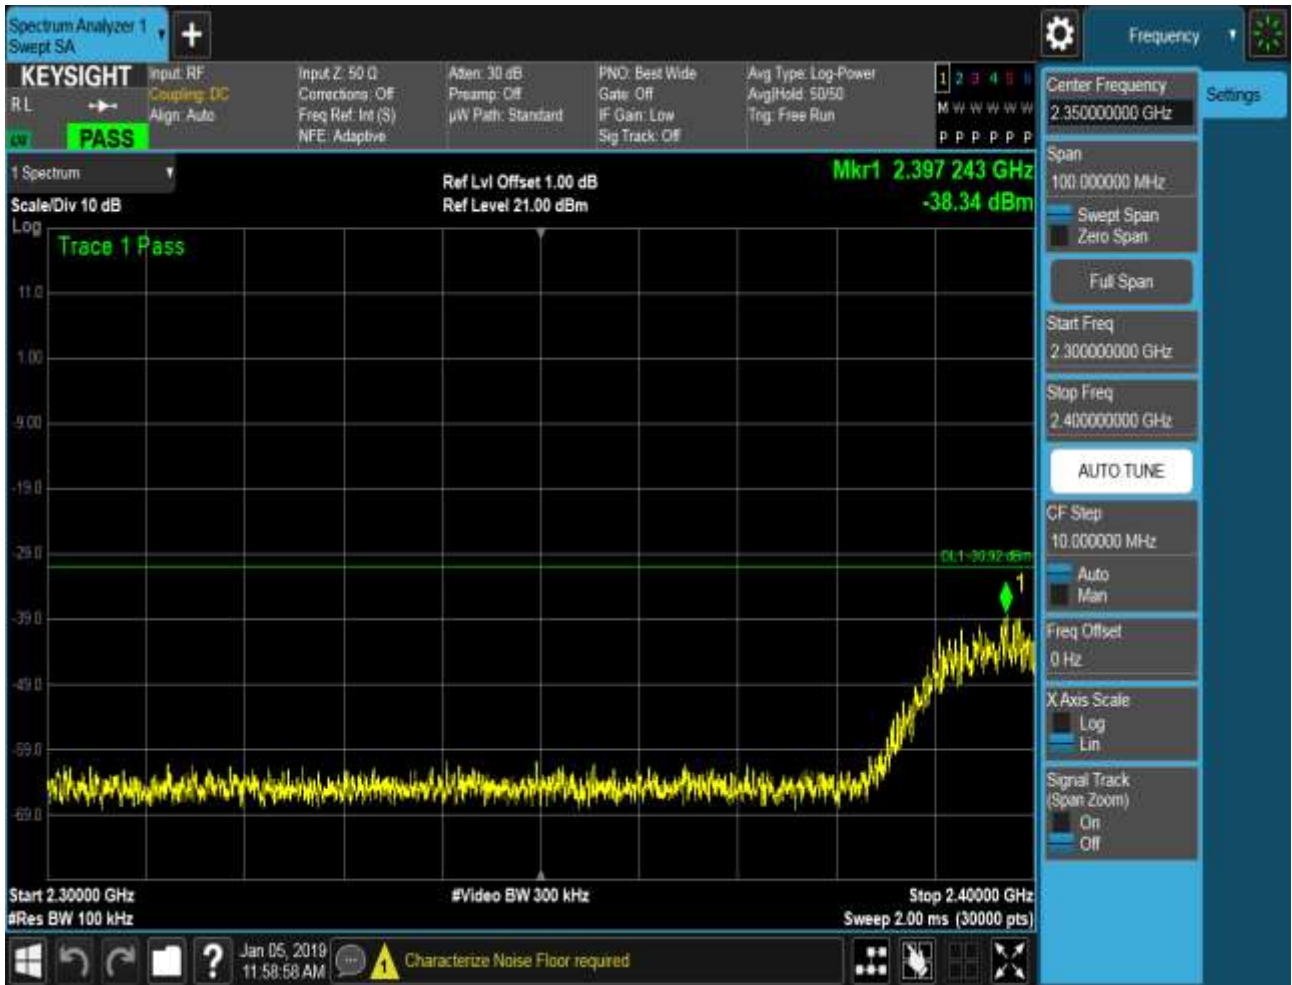 Spectrum Analyzer 1
Swept SA
+
Frequency
KEYSIGHT
R L
PASS
Input: RF
Coupling: DC
Align: Auto
Input Z: 50 Ω
Corrections: Off
Freq Ref: Int (S)
NFE: Adaptive
Atten: 30 dB
Preamp: Off
µW Path: Standard
PNO: Best Wide
Gate: Off
IF Gain: Low
Sig Track: Off
Avg Type: Log-Power
Avg|Hold: 50/50
Trig: Free Run
1 2 3 4 5 6
M W W W W W
P P P P P P
1 Spectrum
Scale/Div 10 dB
Log
Ref Lvl Offset 1.00 dB
Ref Level 21.00 dBm
Mkr1 2.397 243 GHz
-38.34 dBm
Trace 1 Pass
11.0
1.00
-9.00
-19.0
-29.0
-39.0
-49.0
-59.0
-69.0
DL1 -30.92 dBm
1
Start 2.30000 GHz
#Res BW 100 kHz
#Video BW 300 kHz
Stop 2.40000 GHz
Sweep 2.00 ms (30000 pts)
Center Frequency
2.350000000 GHz
Settings
Span
100.000000 MHz
Swept Span
Zero Span
Full Span
Start Freq
2.300000000 GHz
Stop Freq
2.400000000 GHz
AUTO TUNE
CF Step
10.000000 MHz
Auto
Man
Freq Offset
0 Hz
X Axis Scale
Log
Lin
Signal Track
(Span Zoom)
On
Off
?
Jan 05, 2019
11:58:58 AM
1
Characterize Noise Floor required